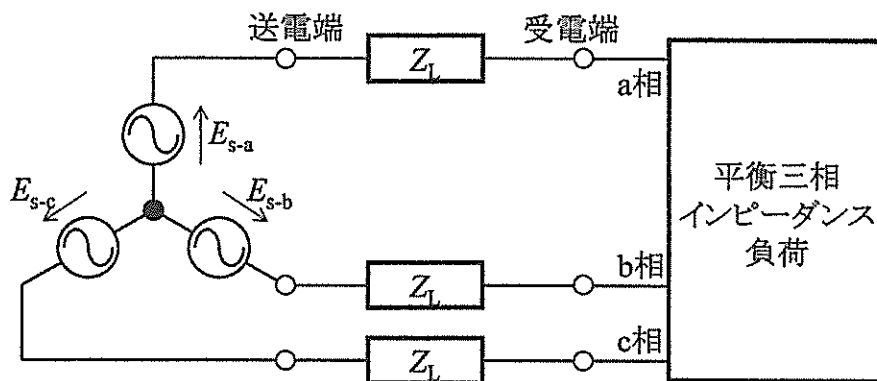 送電端
受電端
Z_L
a相
E_s-a
E_s-c
E_s-b
平衡三相
インピーダンス
負荷
b相
Z_L
c相
Z_L